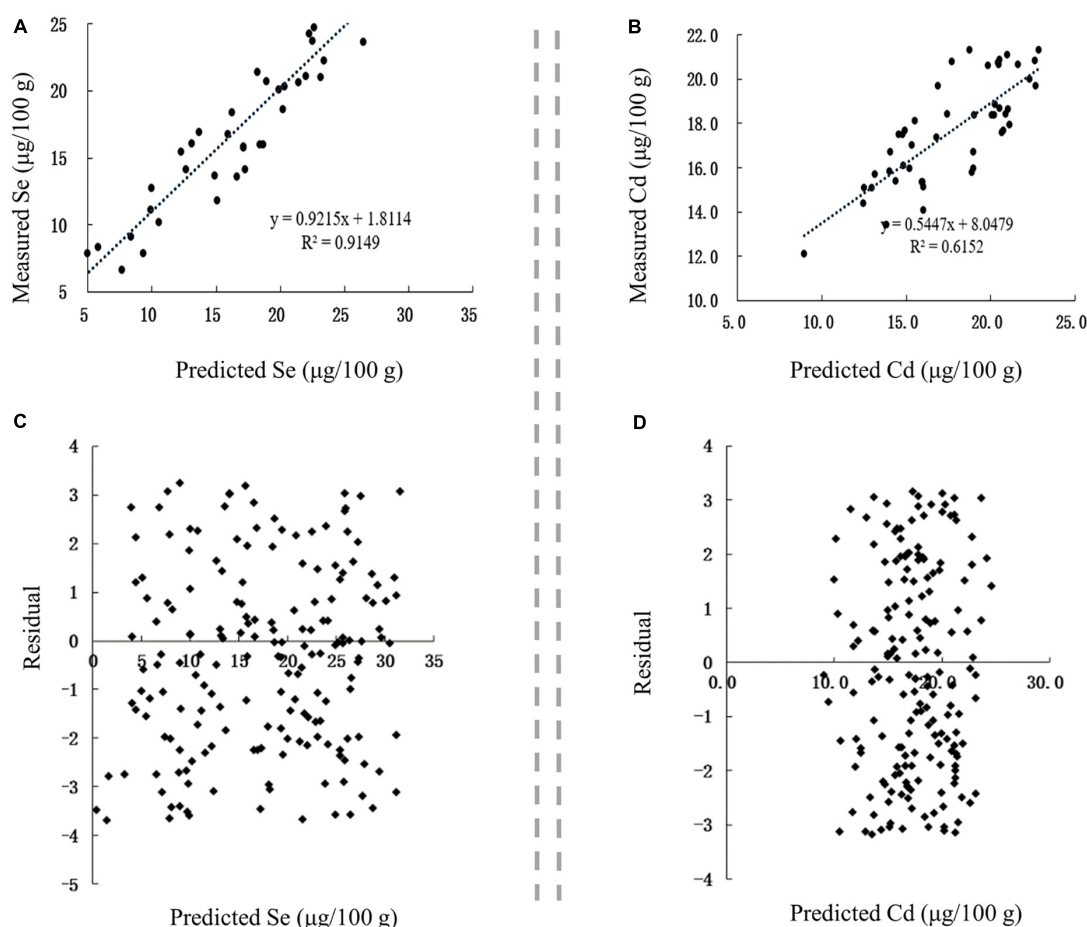 A
25
20
15
10
5
5 10 15 20 25 30 35
Measured Se (μg/100 g)
y = 0.9215x + 1.8114
R² = 0.9149
Predicted Se (μg/100 g)
B
22.0
20.0
18.0
16.0
14.0
12.0
10.0
5.0 10.0 15.0 20.0 25.0
Measured Cd (μg/100 g)
y = 0.5447x + 8.0479
R² = 0.6152
Predicted Cd (μg/100 g)
C
4
3
2
1
0
-1
-2
-3
-4
-5
0 5 10 15 20 25 30 35
Residual
Predicted Se (μg/100 g)
D
4
3
2
1
0
-1
-2
-3
-4
0.0 10.0 20.0 30.0
Residual
Predicted Cd (μg/100 g)